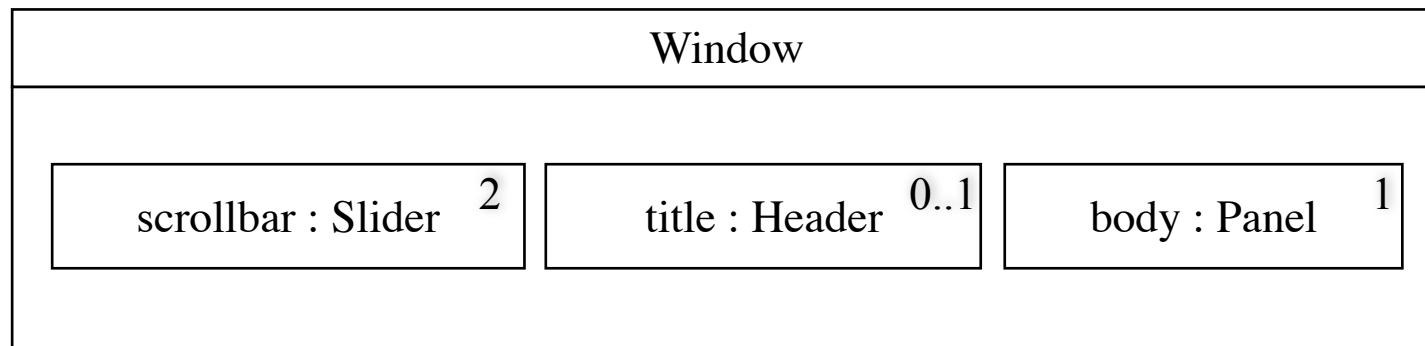 Window
scrollbar : Slider 2
title : Header 0..1
body : Panel 1